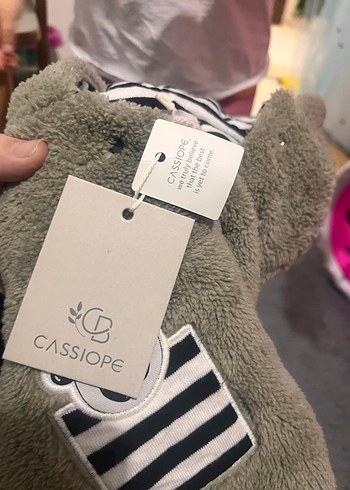 CASSIOPE,
we truly believe
that the best
is yet to come.
CASSIOPE